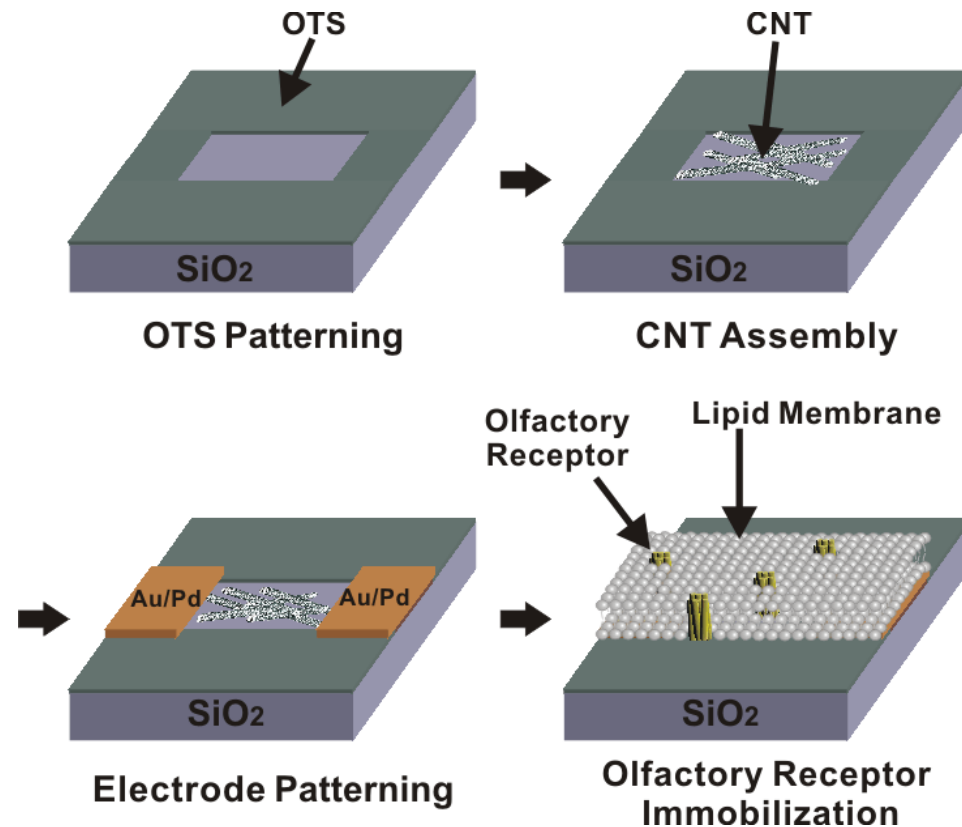 OTS
SiO2
OTS Patterning
CNT
SiO2
CNT Assembly
Au/Pd
Au/Pd
SiO2
Electrode Patterning
Olfactory
Receptor
Lipid Membrane
SiO2
Olfactory Receptor
Immobilization